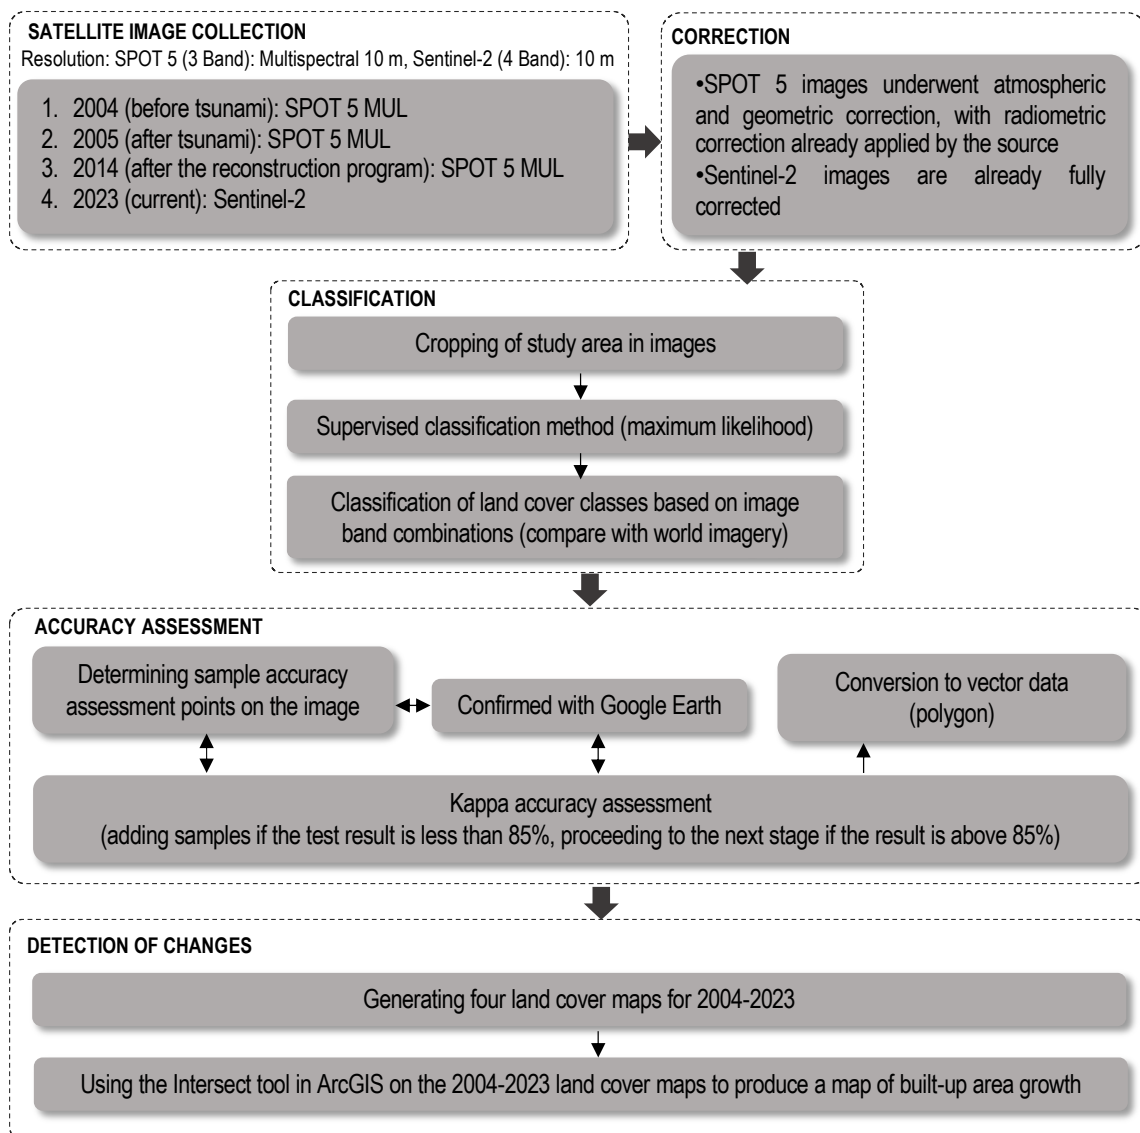 SATELLITE IMAGE COLLECTION
Resolution: SPOT 5 (3 Band): Multispectral 10 m, Sentinel-2 (4 Band): 10 m
1. 2004 (before tsunami): SPOT 5 MUL
2. 2005 (after tsunami): SPOT 5 MUL
3. 2014 (after the reconstruction program): SPOT 5 MUL
4. 2023 (current): Sentinel-2
CORRECTION
•SPOT 5 images underwent atmospheric
and geometric correction, with radiometric
correction already applied by the source
•Sentinel-2 images are already fully
corrected
CLASSIFICATION
Cropping of study area in images
Supervised classification method (maximum likelihood)
Classification of land cover classes based on image
band combinations (compare with world imagery)
ACCURACY ASSESSMENT
Determining sample accuracy
assessment points on the image
Confirmed with Google Earth
Conversion to vector data
(polygon)
Kappa accuracy assessment
(adding samples if the test result is less than 85%, proceeding to the next stage if the result is above 85%)
DETECTION OF CHANGES
Generating four land cover maps for 2004-2023
Using the Intersect tool in ArcGIS on the 2004-2023 land cover maps to produce a map of built-up area growth